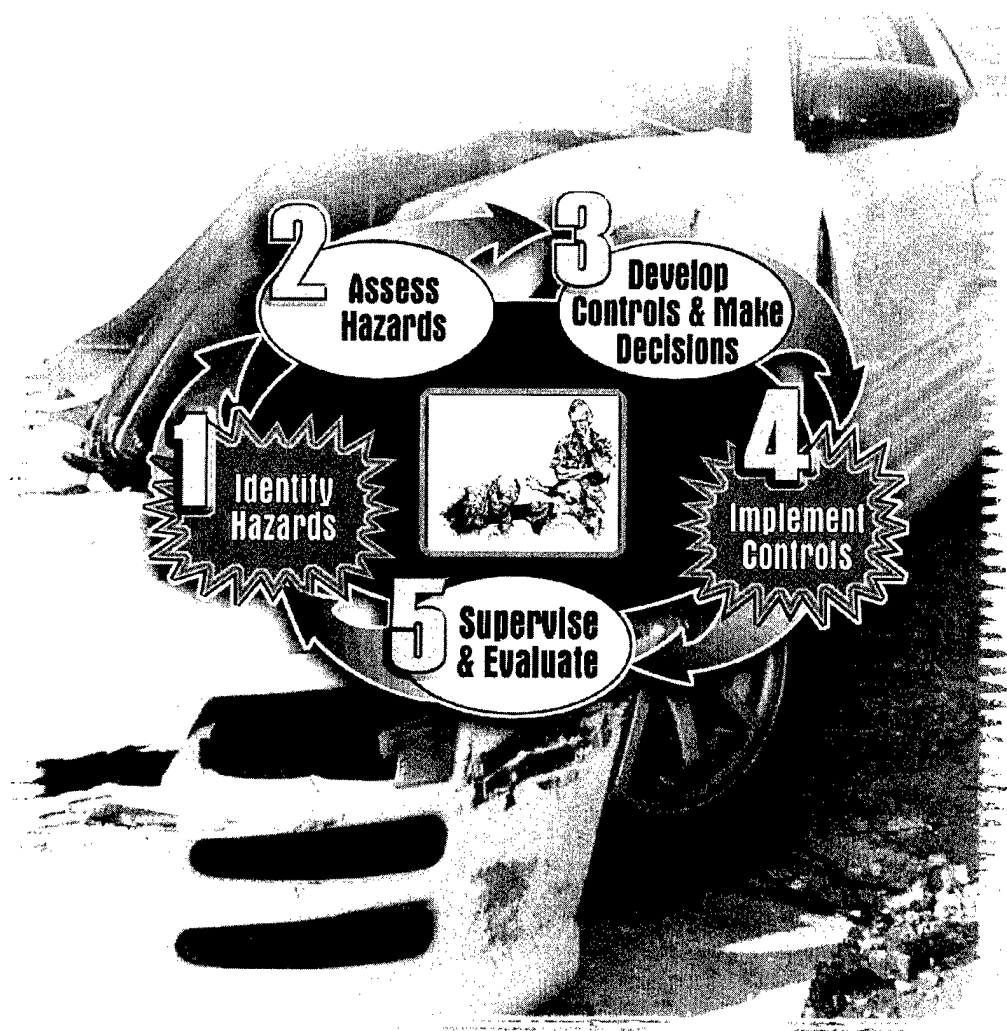 1
Identify
Hazards
2
Assess
Hazards
3
Develop
Controls & Make
Decisions
4
Implement
Controls
5
Supervise
& Evaluate